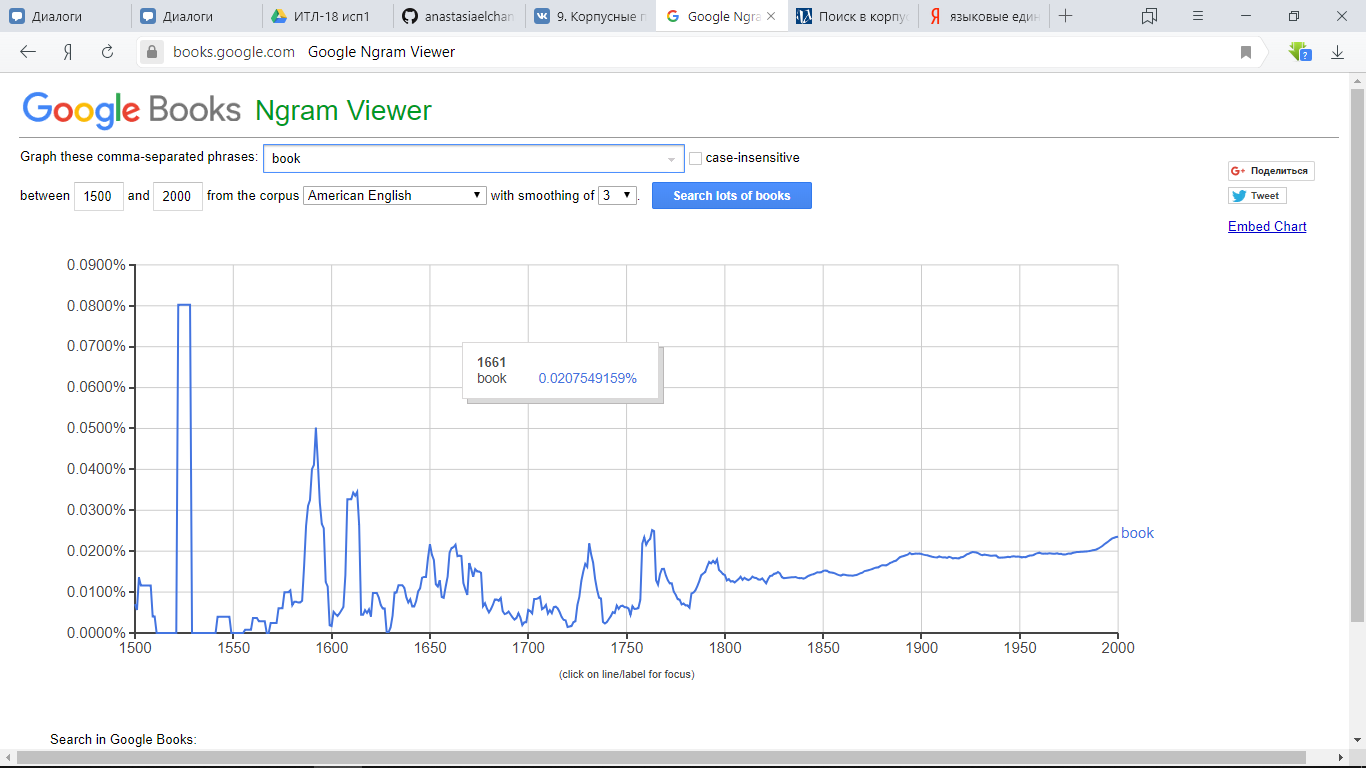 Диалоги
Диалоги
ИТЛ-18 исп1
anastasiaelchan
9. Корпусные п
Google Ngra
Поиск в корпус
языковые един
books.google.com Google Ngram Viewer
Google Books Ngram Viewer
Graph these comma-separated phrases: book case-insensitive
between 1500 and 2000 from the corpus American English with smoothing of 3 . Search lots of books
G+ Поделиться
Tweet
Embed Chart
0.0900%
0.0800%
0.0700%
0.0600%
0.0500%
0.0400%
0.0300%
0.0200%
0.0100%
0.0000%
1661
book 0.0207549159%
book
1500 1550 1600 1650 1700 1750 1800 1850 1900 1950 2000
(click on line/label for focus)
Search in Google Books: